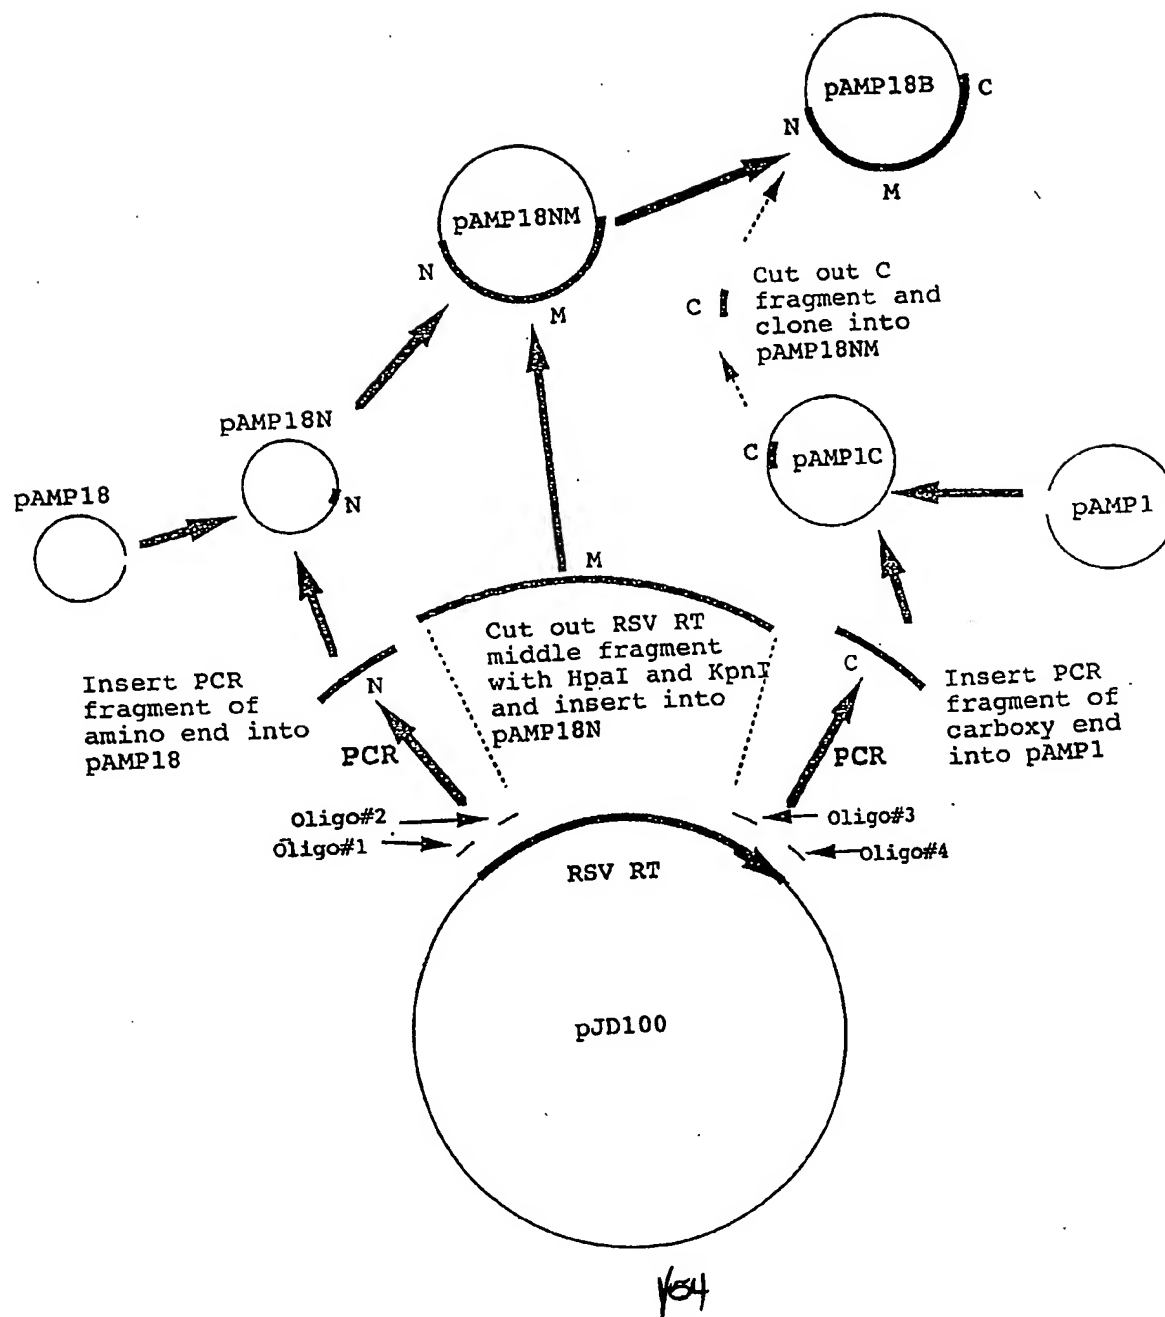 pAMP18B
C
N
M
pAMP18NM
N
M
C
Cut out C
fragment and
clone into
pAMP18NM
pAMP18N
N
pAMP18
C
pAMP1C
pAMP1
M
Cut out RSV RT
middle fragment
with HpaI and KpnI
and insert into
pAMP18N
N
C
Insert PCR
fragment of
amino end into
pAMP18
Insert PCR
fragment of
carboxy end
into pAMP1
PCR
PCR
Oligo#2
Oligo#1
Oligo#3
Oligo#4
RSV RT
pJD100